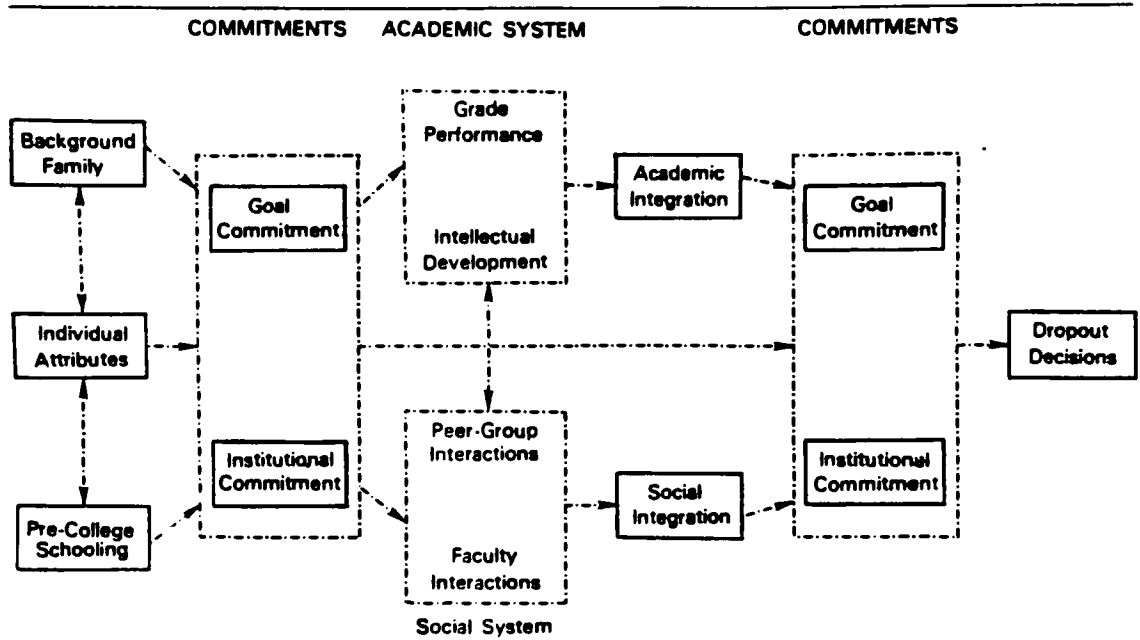 COMMITMENTS
ACADEMIC SYSTEM
COMMITMENTS
Background
Family
Individual
Attributes
Pre-College
Schooling
Goal
Commitment
Institutional
Commitment
Grade
Performance
Intellectual
Development
Peer-Group
Interactions
Faculty
Interactions
Social System
Academic
Integration
Social
Integration
Goal
Commitment
Institutional
Commitment
Dropout
Decisions